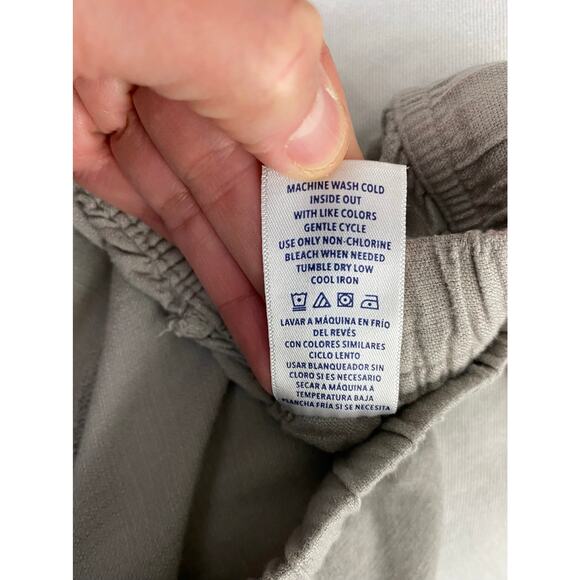 MACHINE WASH COLD
INSIDE OUT
WITH LIKE COLORS
GENTLE CYCLE
USE ONLY NON-CHLORINE
BLEACH WHEN NEEDED
TUMBLE DRY LOW
COOL IRON
LAVAR A MÁQUINA EN FRÍO
DEL REVÉS
CON COLORES SIMILARES
CICLO LENTO
USAR BLANQUEADOR SIN
CLORO SI ES NECESARIO
SECAR A MÁQUINA A
TEMPERATURA BAJA
PLANCHA FRÍA SI SE NECESITA